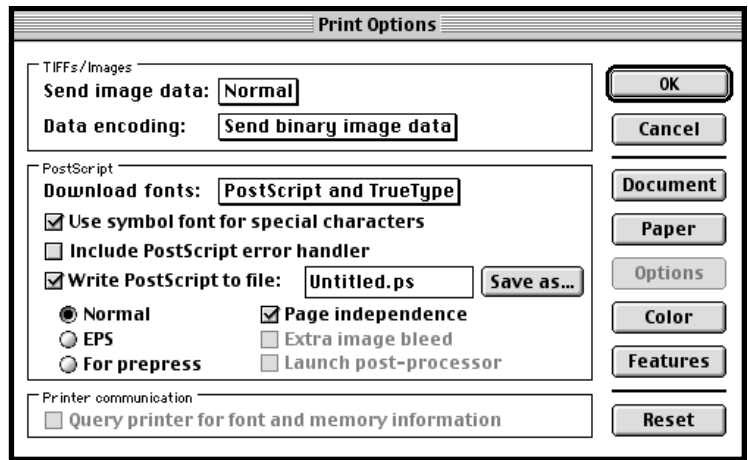 Print Options
TIFFs/Images
Send image data: Normal
Data encoding: Send binary image data
PostScript
Download fonts: PostScript and TrueType
Use symbol font for special characters
Include PostScript error handler
Write PostScript to file: Untitled.ps Save as...
Normal Page independence
EPS Extra image bleed
For prepress Launch post-processor
Printer communication
Query printer for font and memory information
OK
Cancel
Document
Paper
Options
Color
Features
Reset